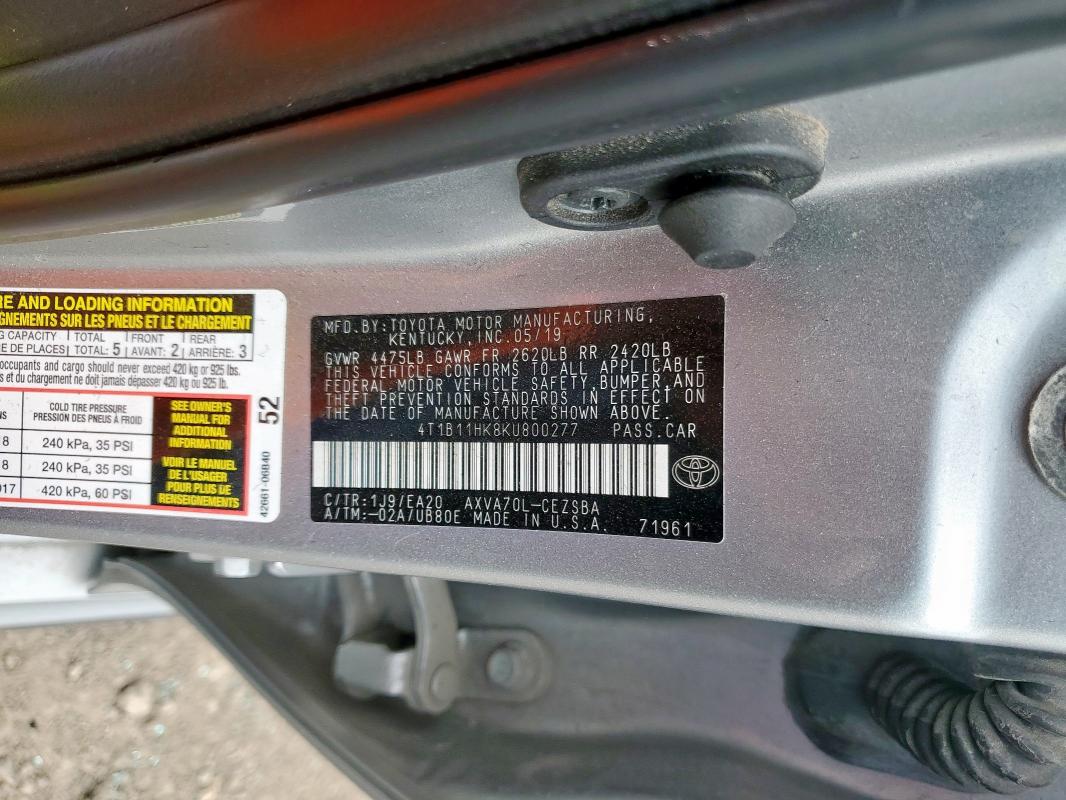 RE AND LOADING INFORMATION
GNEMENTS SUR LES PNEUS ET LE CHARGEMENT
G CAPACITY TOTAL FRONT REAR
E DE PLACES TOTAL: 5 AVANT: 2 ARRIÈRE: 3
occupants and cargo should never exceed 420 kg or 925 lbs.
s et du chargement ne doit jamais dépasser 420 kg ou 925 lb.
COLD TIRE PRESSURE
PRESSION DES PNEUS À FROID
8 240 kPa, 35 PSI
8 240 kPa, 35 PSI
017 420 kPa, 60 PSI
SEE OWNER'S
MANUAL FOR
ADDITIONAL
INFORMATION
VOIR LE MANUEL
DE L'USAGER
POUR PLUS DE
RENSEIGNEMENTS
52
42661-06B40
MFD.BY:TOYOTA MOTOR MANUFACTURING,
KENTUCKY,INC.05/19
GVWR 4475LB GAWR FR 2620LB RR 2420LB
THIS VEHICLE CONFORMS TO ALL APPLICABLE
FEDERAL MOTOR VEHICLE SAFETY,BUMPER,AND
THEFT PREVENTION STANDARDS IN EFFECT ON
THE DATE OF MANUFACTURE SHOWN ABOVE.
4T1B11HK8KU800277 PASS.CAR
C/TR:1J9/EA20 AXVA70L-CEZSBA
A/TM:-02A/UB80E MADE IN U.S.A. 71961